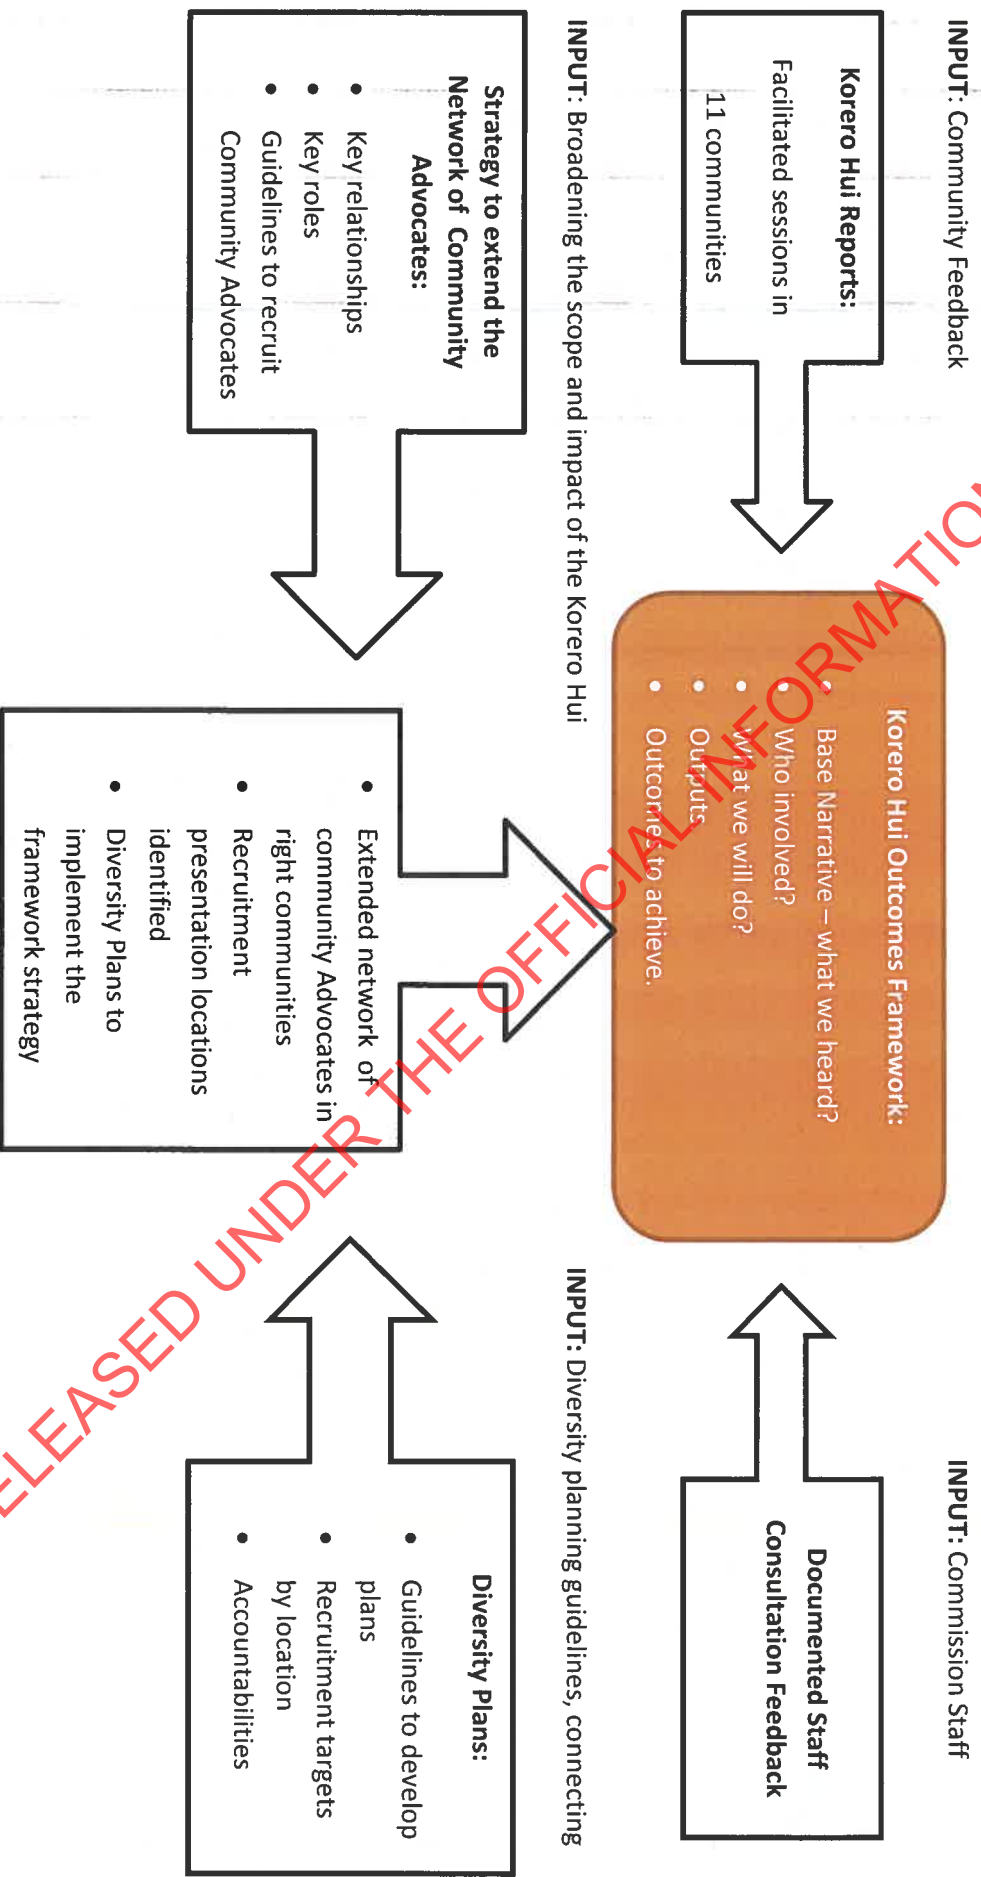 INPUT: Community Feedback
Korero Hui Reports:
Facilitated sessions in
11 communities
Korero Hui Outcomes Framework:
• Base Narrative – what we heard?
• Who involved?
• What we will do?
• Outputs
• Outcomes to achieve.
INPUT: Commission Staff
Documented Staff
Consultation Feedback
INPUT: Broadening the scope and impact of the Korero Hui
Strategy to extend the
Network of Community
Advocates:
• Key relationships
• Key roles
• Guidelines to recruit
Community Advocates
• Extended network of
community Advocates in
right communities
• Recruitment
presentation locations
identified
• Diversity Plans to
implement the
framework strategy
INPUT: Diversity planning guidelines, connecting
Diversity Plans:
• Guidelines to develop
plans
• Recruitment targets
by location
• Accountabilities
ELEASED UNDER THE OFFICIAL INFORMATIO